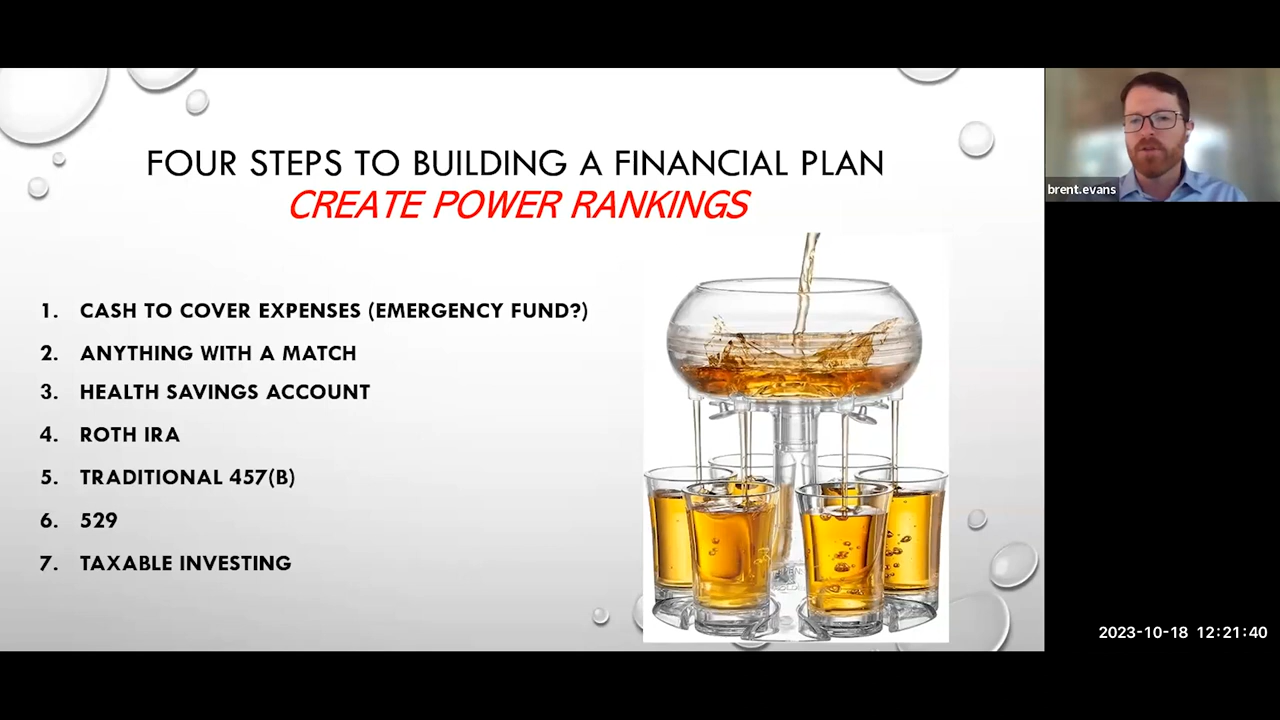 FOUR STEPS TO BUILDING A FINANCIAL PLAN
CREATE POWER RANKINGS
1. CASH TO COVER EXPENSES (EMERGENCY FUND?)
2. ANYTHING WITH A MATCH
3. HEALTH SAVINGS ACCOUNT
4. ROTH IRA
5. TRADITIONAL 457(B)
6. 529
7. TAXABLE INVESTING
brent.evans
2023-10-18 12:21:40